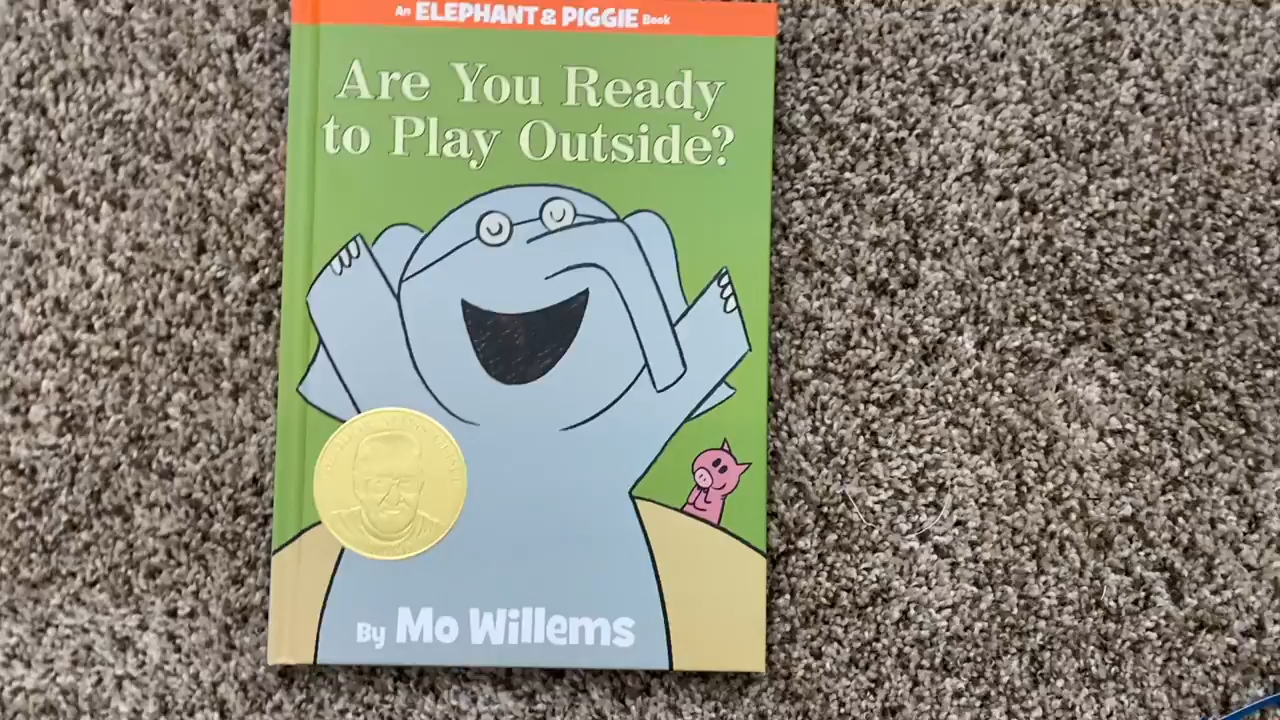 An ELEPHANT & PIGGIE Book
Are You Ready
to Play Outside?
By Mo Willems